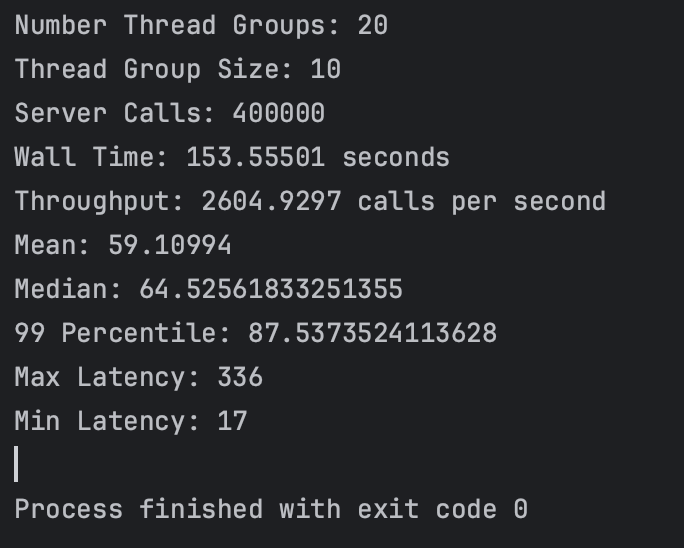 Number Thread Groups: 20
Thread Group Size: 10
Server Calls: 400000
Wall Time: 153.55501 seconds
Throughput: 2604.9297 calls per second
Mean: 59.10994
Median: 64.52561833251355
99 Percentile: 87.5373524113628
Max Latency: 336
Min Latency: 17
Process finished with exit code 0